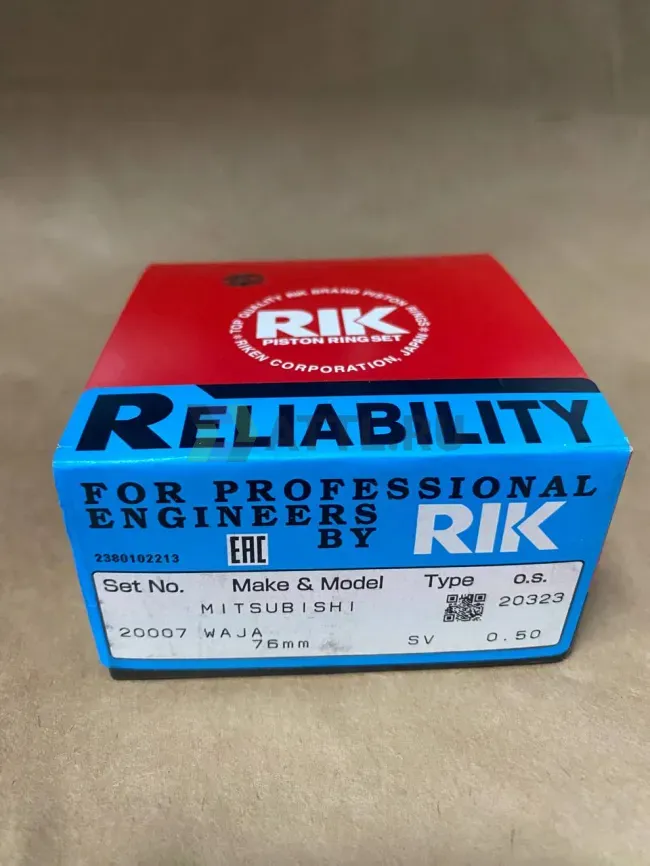 TOP QUALITY RIK BRAND PISTON RINGS
RIK
PISTON RING SET
RIKEN CORPORATION, JAPAN
RELIABILITY
FOR PROFESSIONAL
ENGINEERS
BY RIK
2380102213 EAC
Set No. Make & Model Type o.s.
MITSUBISHI 20323
20007 WAJA
76mm SV 0.50